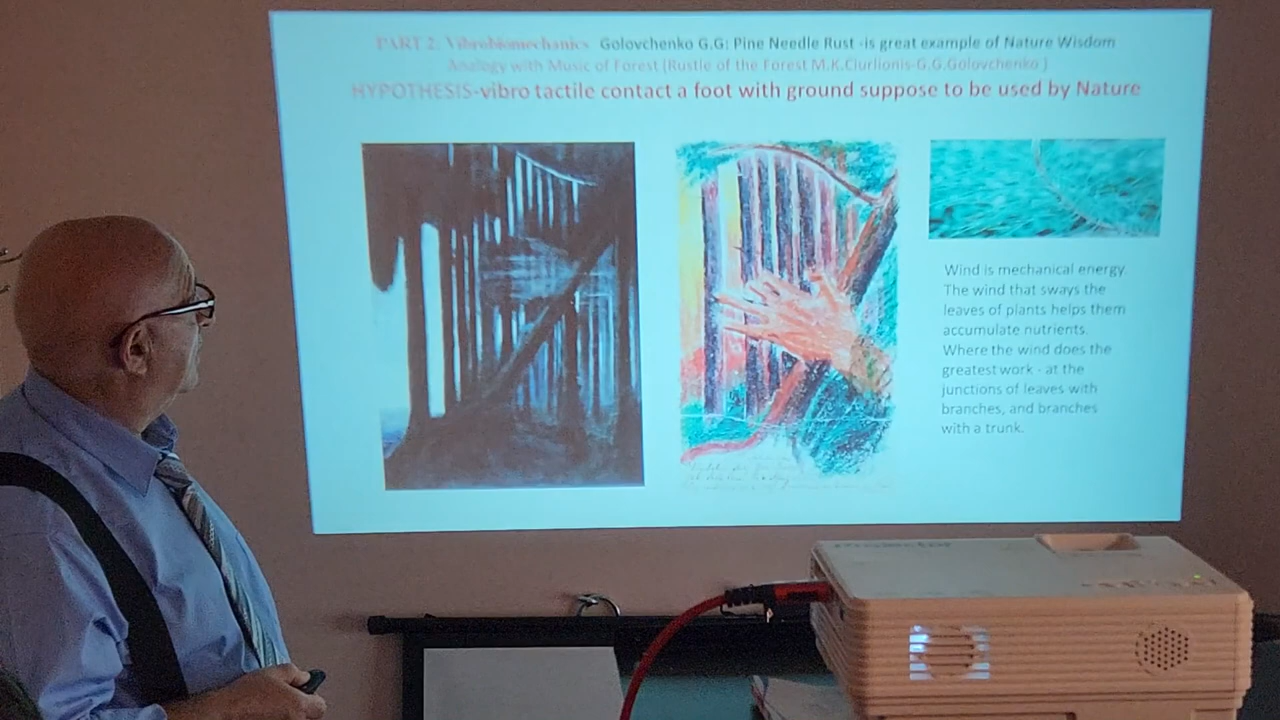 PART 2: Vibrobiomechanics Golovchenko G.G: Pine Needle Rust -is great example of Nature Wisdom
Analogy with Music of Forest (Rustle of the Forest M.K.Ciurlionis-G.G.Golovchenko )
HYPOTHESIS-vibro tactile contact a foot with ground suppose to be used by Nature
Wind is mechanical energy.
The wind that sways the
leaves of plants helps them
accumulate nutrients.
Where the wind does the
greatest work - at the
junctions of leaves with
branches, and branches
with a trunk.